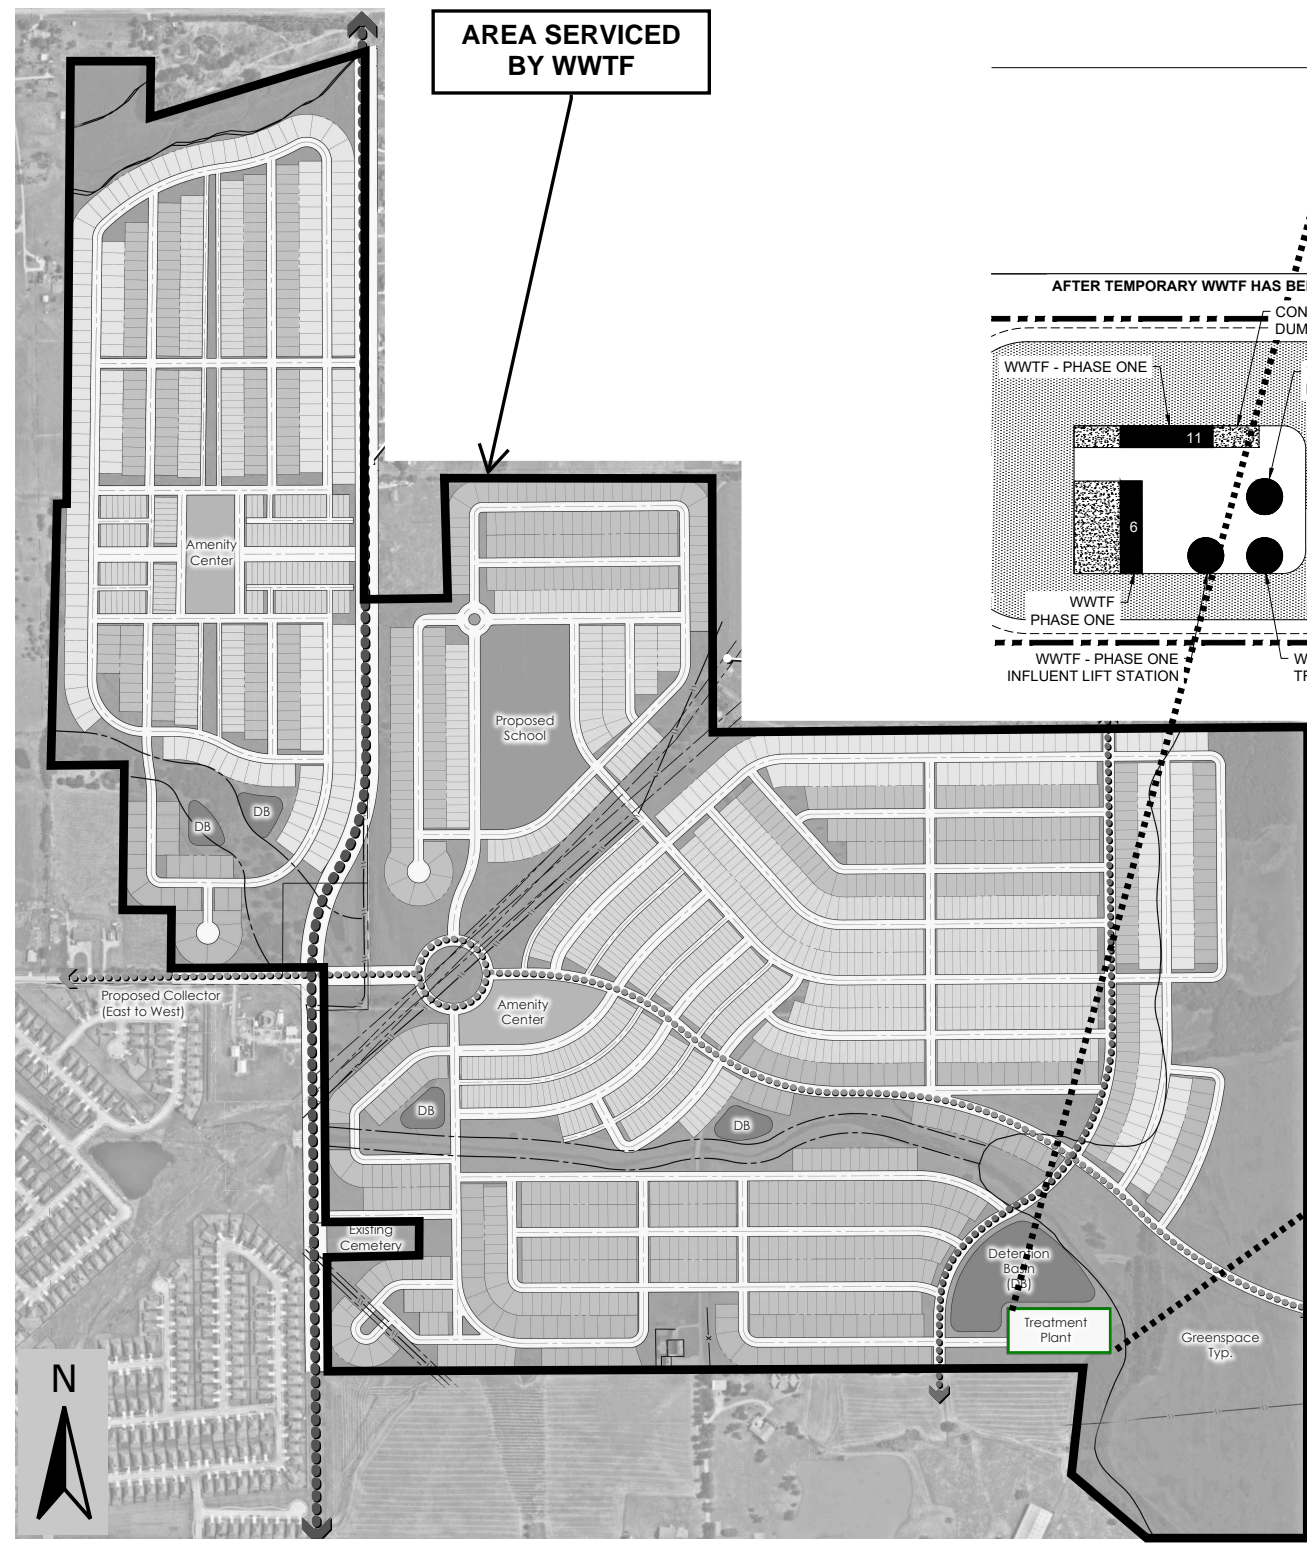 AREA SERVICED
BY WWTF
AFTER TEMPORARY WWTF HAS BE
CON
DUM
WWTF - PHASE ONE
11
6
WWTF
PHASE ONE
WWTF - PHASE ONE
INFLUENT LIFT STATION
W
TF
Amenity
Center
Proposed
School
DB
DB
Proposed Collector
(East to West)
Amenity
Center
DB
DB
Existing
Cemetery
Detention
Basin
(DB)
Treatment
Plant
Greenspace
Typ.
N